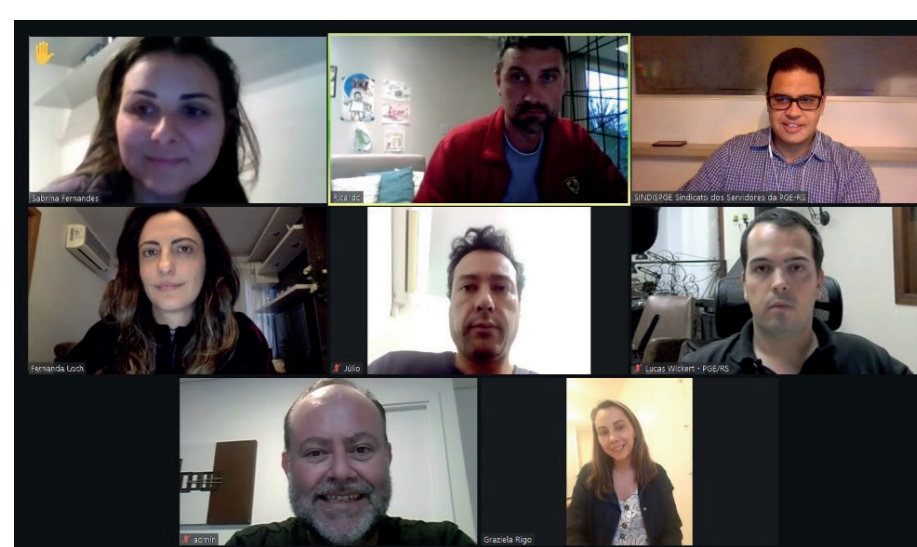 Sabrina Fernandes
Ricardo
SINDISPGE Sindicato dos Servidores da PGE-RS
Fernanda Loch
Júlio
Lucas Wickert - PGE/RS
admin
Graziela Rigo